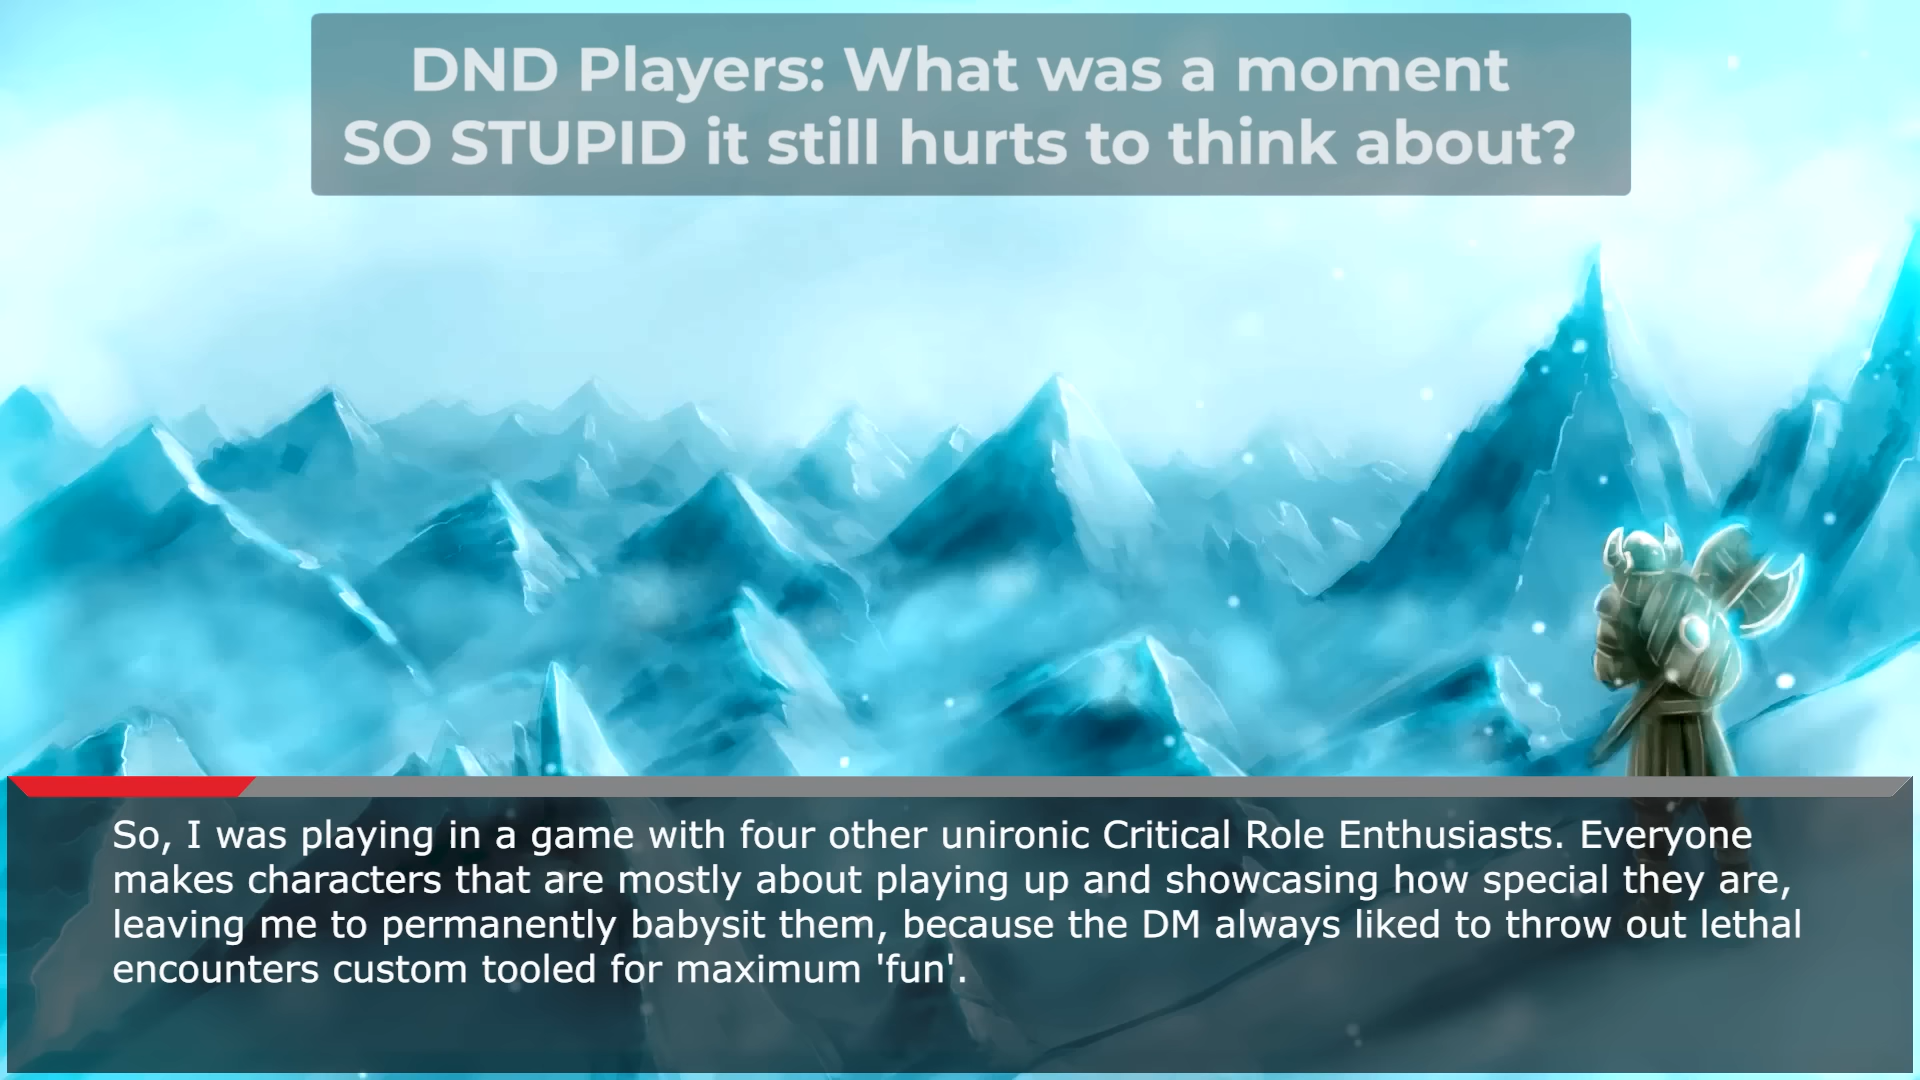 DND Players: What was a moment
SO STUPID it still hurts to think about?
So, I was playing in a game with four other unironic Critical Role Enthusiasts. Everyone
makes characters that are mostly about playing up and showcasing how special they are,
leaving me to permanently babysit them, because the DM always liked to throw out lethal
encounters custom tooled for maximum 'fun'.